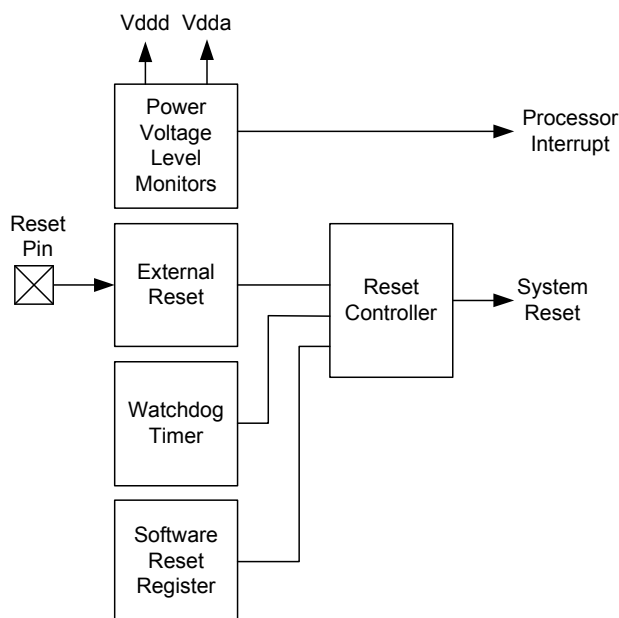 Vddd Vdda
Power
Voltage
Level
Monitors
Processor
Interrupt
Reset
Pin
External
Reset
Reset
Controller
System
Reset
Watchdog
Timer
Software
Reset
Register